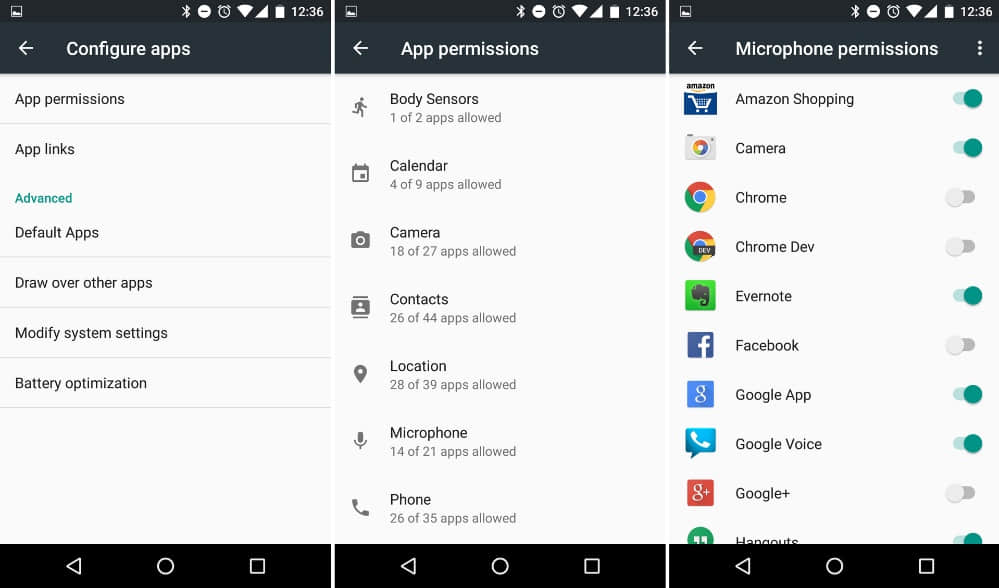 12:36
Configure apps
App permissions
App links
Advanced
Default Apps
Draw over other apps
Modify system settings
Battery optimization
12:36
App permissions
Body Sensors
1 of 2 apps allowed
Calendar
4 of 9 apps allowed
Camera
18 of 27 apps allowed
Contacts
26 of 44 apps allowed
Location
28 of 39 apps allowed
Microphone
14 of 21 apps allowed
Phone
26 of 35 apps allowed
12:36
Microphone permissions
amazon
Amazon Shopping
Camera
Chrome
DEV
Chrome Dev
Evernote
f
Facebook
8
Google App
Google Voice
g+
Google+
Hangouts